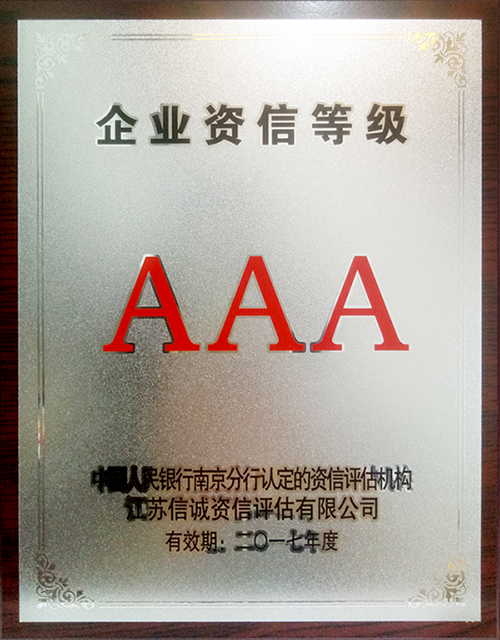 企业资信等级
AAA
中国人民银行南京分行认定的资信评估机构
江苏信诚资信评估有限公司
有效期：二〇一七年度